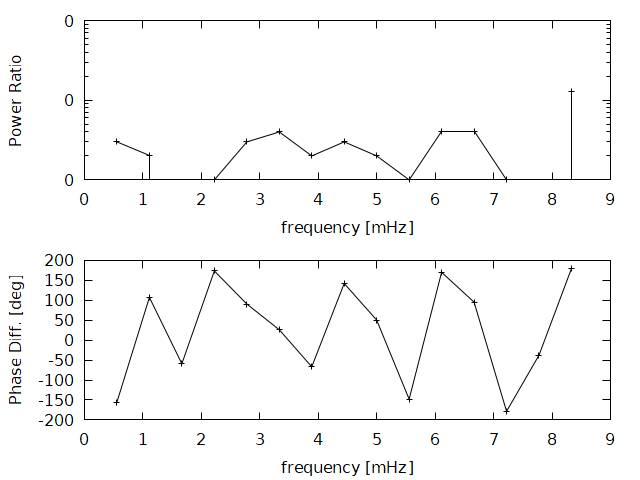 0
0
0
Power Ratio
0 1 2 3 4 5 6 7 8 9
frequency [mHz]
200
150
100
50
0
-50
-100
-150
-200
Phase Diff. [deg]
0 1 2 3 4 5 6 7 8 9
frequency [mHz]